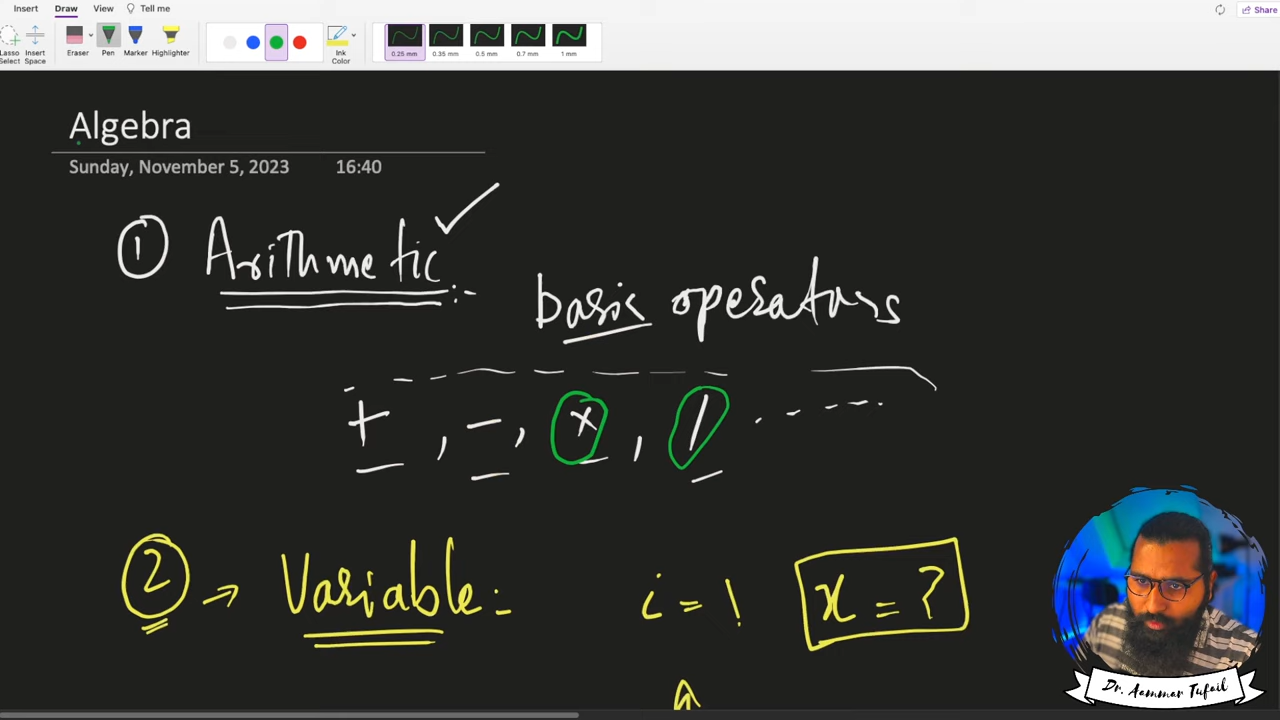 Insert Draw View Tell me
Share
Lasso Select Insert Space Eraser Pen Marker Highlighter Ink Color 0.25 mm 0.35 mm 0.5 mm 0.7 mm 1 mm
Algebra
Sunday, November 5, 2023 16:40
① Arithmetic :-
basic operators
+ , - , × , / .-----
② → Variable :-
i = 1 x = ?
Dr. Aammar Tufail